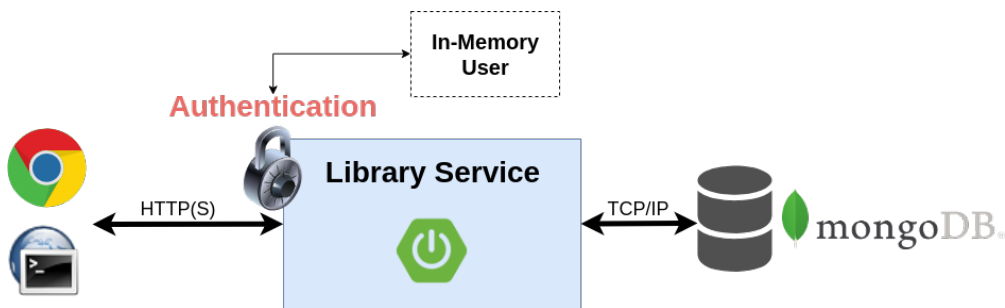 In-Memory
User
Authentication
Library Service
HTTP(S)
TCP/IP
mongoDB.
>_